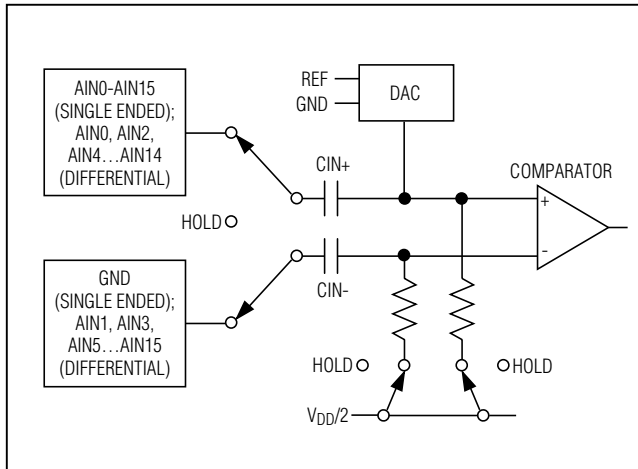 AIN0-AIN15
(SINGLE ENDED);
AIN0, AIN2,
AIN4...AIN14
(DIFFERENTIAL)
REF
GND
DAC
CIN+
COMPARATOR
+
-
HOLD
CIN-
GND
(SINGLE ENDED);
AIN1, AIN3,
AIN5...AIN15
(DIFFERENTIAL)
HOLD
HOLD
VDD/2